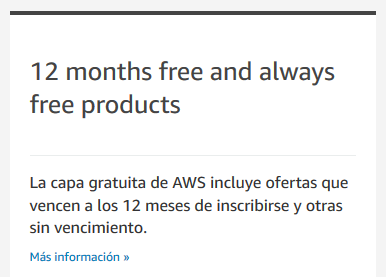 12 months free and always
free products
La capa gratuita de AWS incluye ofertas que
vencen a los 12 meses de inscribirse y otras
sin vencimiento.
Más información »